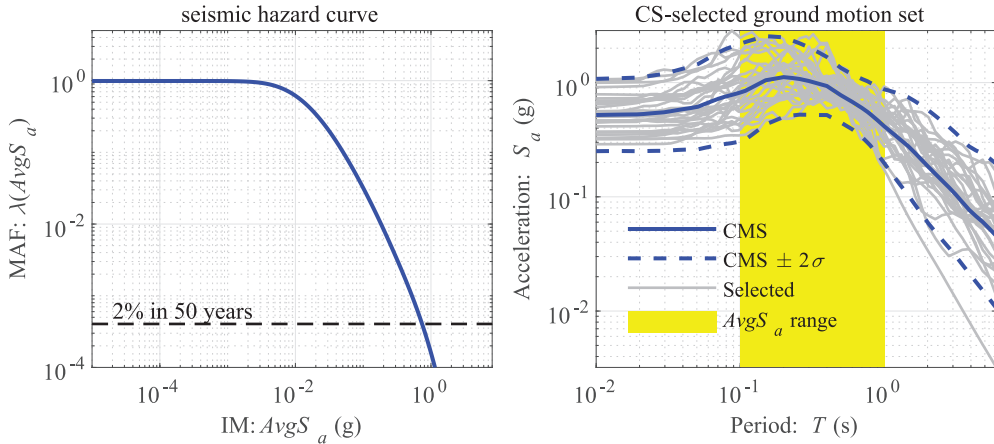 seismic hazard curve
MAF: λ(AvgS_a)
10^0
10^-2
10^-4
2% in 50 years
10^-4
10^-2
10^0
IM: AvgS_a (g)
CS-selected ground motion set
Acceleration: S_a (g)
10^0
10^-1
10^-2
CMS
CMS ± 2σ
Selected
AvgS_a range
10^-2
10^-1
10^0
Period: T (s)